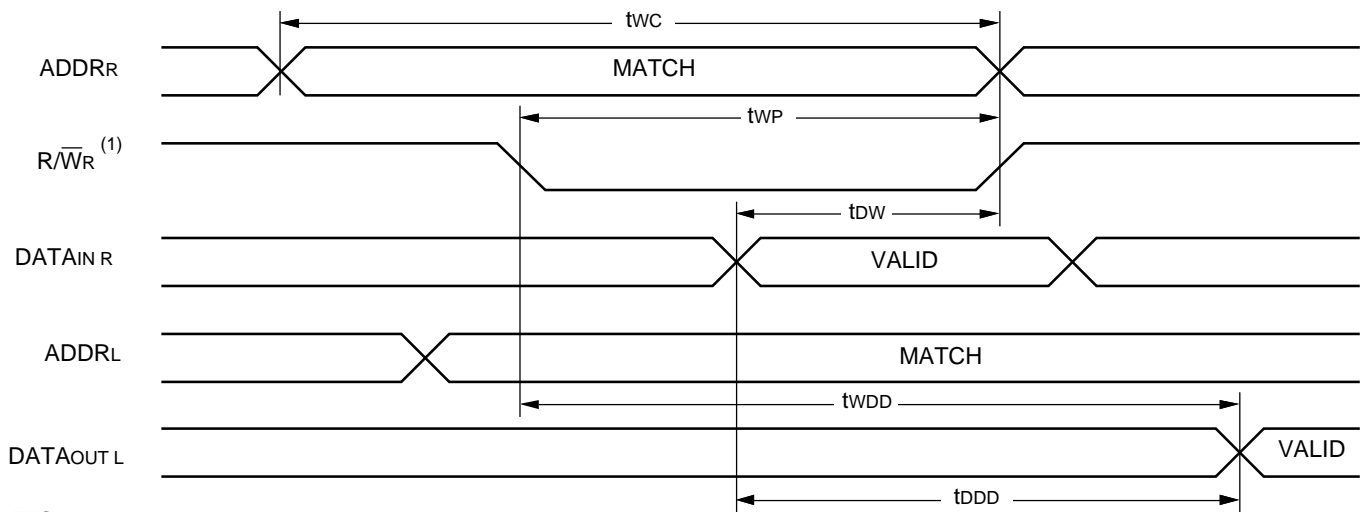 tWC
ADDRR
MATCH
tWP
R/W̅R (1)
tDW
DATAIN R
VALID
ADDRL
MATCH
tWDD
DATAOUT L
VALID
tDDD